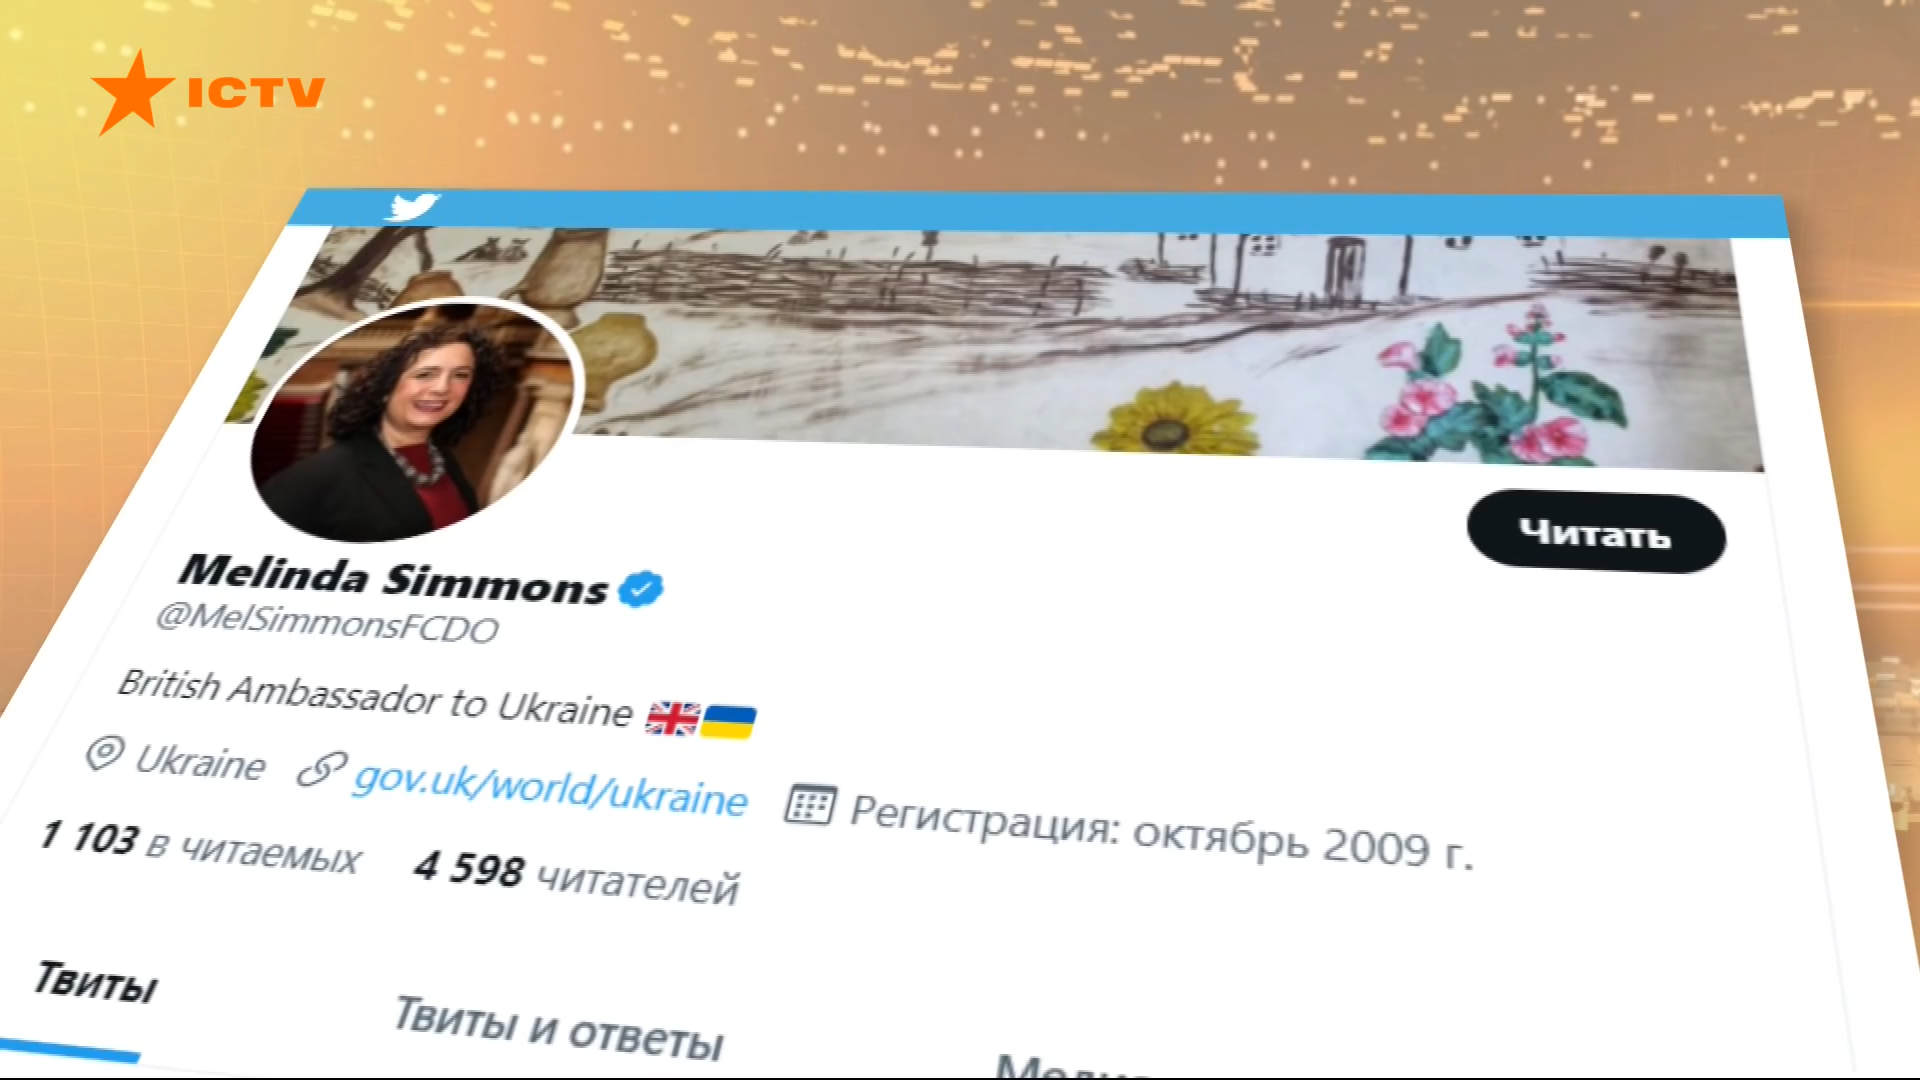 ICTV
Читать
Melinda Simmons
@MelSimmonsFCDO
British Ambassador to Ukraine
Ukraine gov.uk/world/ukraine Регистрация: октябрь 2009 г.
1 103 в читаемых 4 598 читателей
Твиты Твиты и ответы